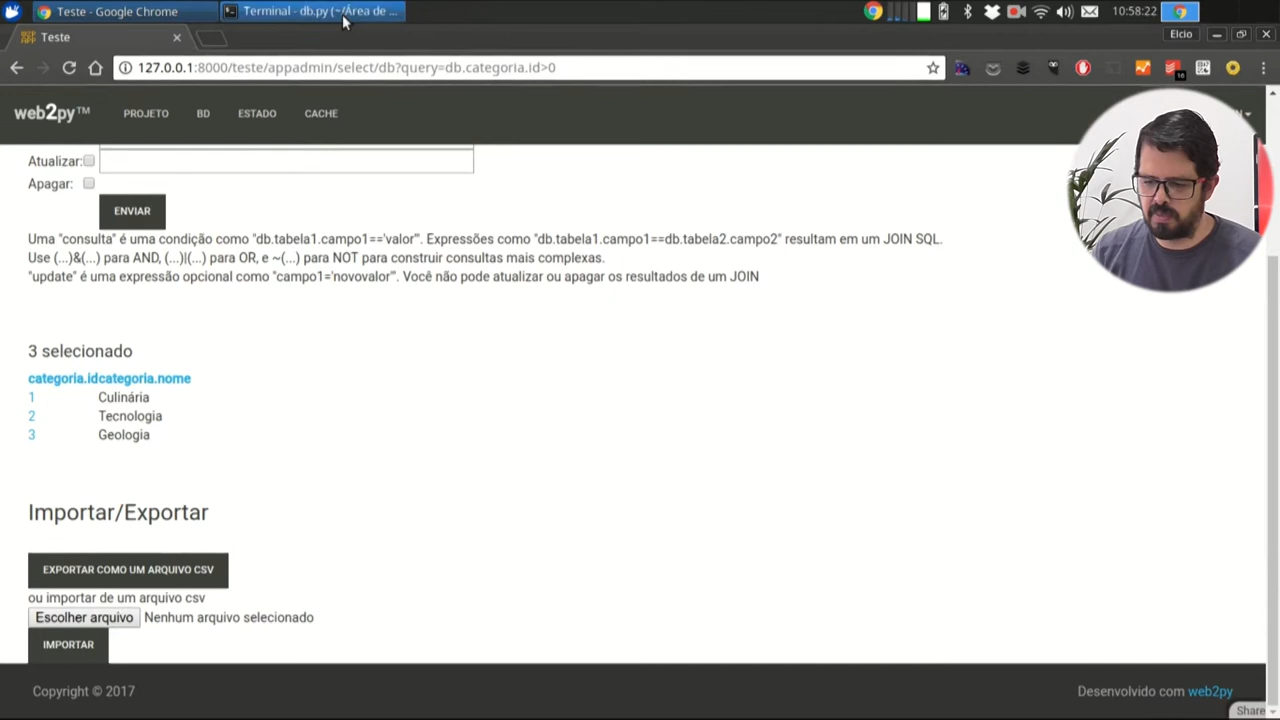 Teste - Google Chrome
Terminal - db.py (~/Área de ...
10:58:22
Teste
Elcio
127.0.0.1:8000/teste/appadmin/select/db?query=db.categoria.id>0
16
web2py™
PROJETO
BD
ESTADO
CACHE
Atualizar:
Apagar:
ENVIAR
Uma "consulta" é uma condição como "db.tabela1.campo1=='valor'". Expressões como "db.tabela1.campo1==db.tabela2.campo2" resultam em um JOIN SQL.
Use (...)&(...) para AND, (...)|(...) para OR, e ~(...) para NOT para construir consultas mais complexas.
"update" é uma expressão opcional como "campo1='novovalor'". Você não pode atualizar ou apagar os resultados de um JOIN
3 selecionado
categoria.idcategoria.nome
1 Culinária
2 Tecnologia
3 Geologia
Importar/Exportar
EXPORTAR COMO UM ARQUIVO CSV
ou importar de um arquivo csv
Escolher arquivo Nenhum arquivo selecionado
IMPORTAR
Copyright © 2017
Desenvolvido com web2py
Share